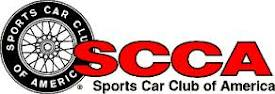 SPORTS CAR CLUB
OF AMERICA
SCCA
® Sports Car Club of America